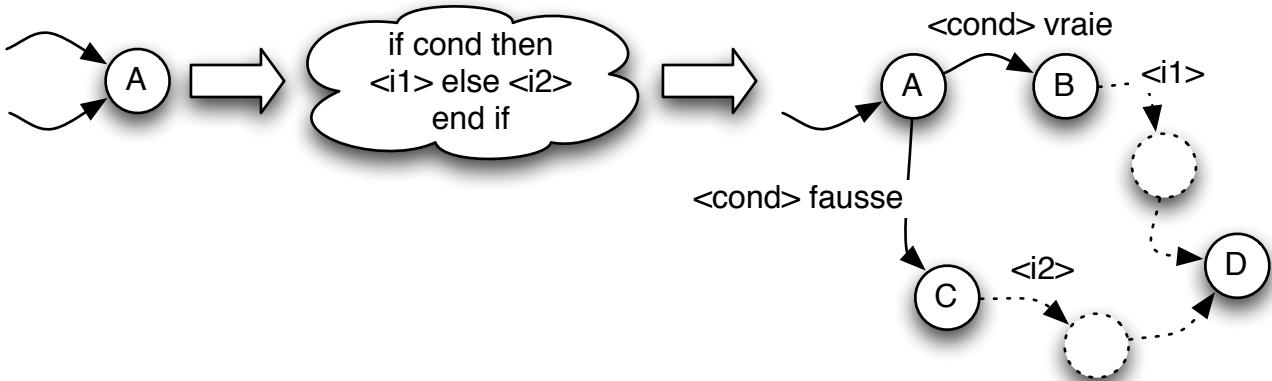 A
if cond then
<i1> else <i2>
end if
<cond> vraie
A
B
<i1>
<cond> fausse
D
C
<i2>